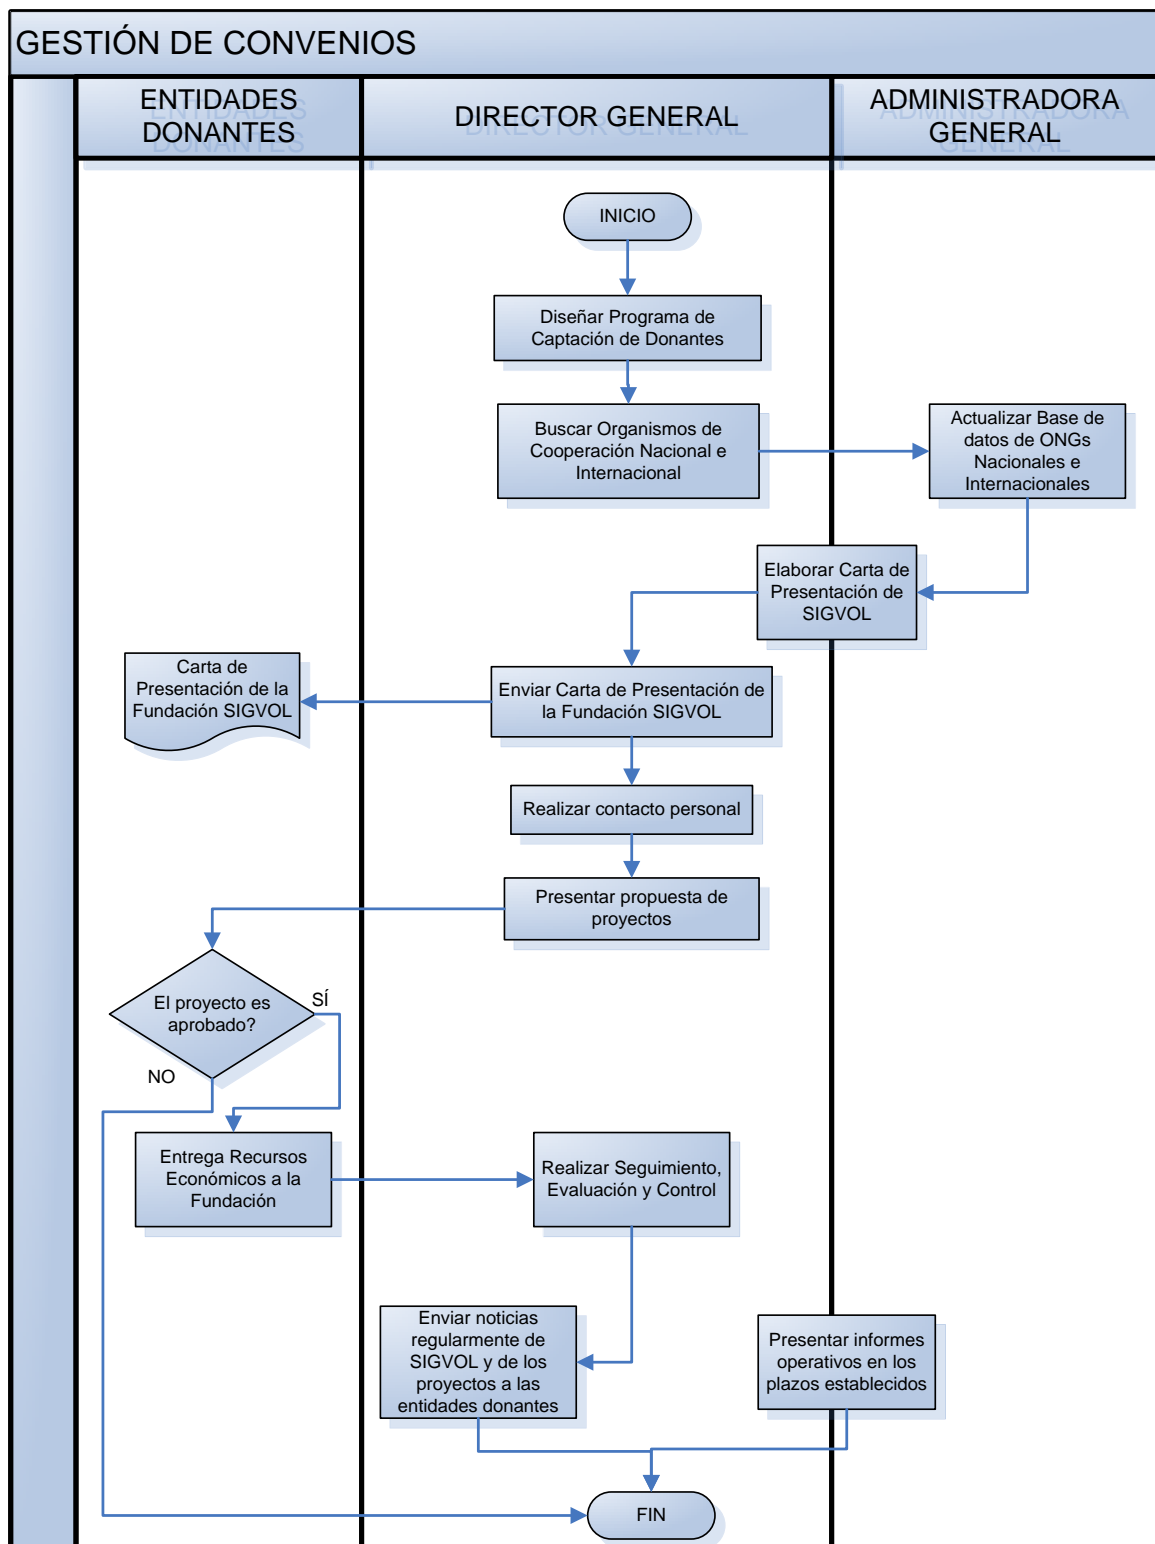 GESTIÓN DE CONVENIOS
ENTIDADES
DONANTES
DIRECTOR GENERAL
ADMINISTRADORA
GENERAL
INICIO
Diseñar Programa de
Captación de Donantes
Buscar Organismos de
Cooperación Nacional e
Internacional
Actualizar Base de
datos de ONGs
Nacionales e
Internacionales
Elaborar Carta de
Presentación de
SIGVOL
Carta de
Presentación de la
Fundación SIGVOL
Enviar Carta de Presentación de
la Fundación SIGVOL
Realizar contacto personal
Presentar propuesta de
proyectos
El proyecto es
aprobado?
SÍ
NO
Entrega Recursos
Económicos a la
Fundación
Realizar Seguimiento,
Evaluación y Control
Enviar noticias
regularmente de
SIGVOL y de los
proyectos a las
entidades donantes
Presentar informes
operativos en los
plazos establecidos
FIN